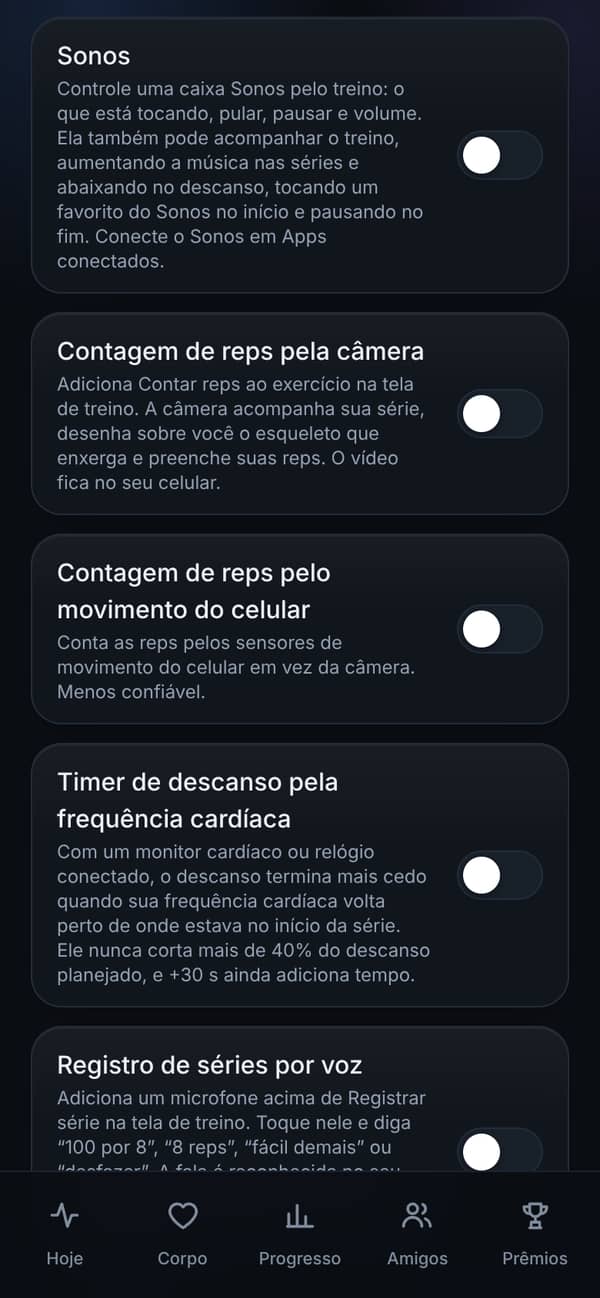 Sonos
Controle uma caixa Sonos pelo treino: o
que está tocando, pular, pausar e volume.
Ela também pode acompanhar o treino,
aumentando a música nas séries e
abaixando no descanso, tocando um
favorito do Sonos no início e pausando no
fim. Conecte o Sonos em Apps
conectados.
Contagem de reps pela câmera
Adiciona Contar reps ao exercício na tela
de treino. A câmera acompanha sua série,
desenha sobre você o esqueleto que
enxerga e preenche suas reps. O vídeo
fica no seu celular.
Contagem de reps pelo
movimento do celular
Conta as reps pelos sensores de
movimento do celular em vez da câmera.
Menos confiável.
Timer de descanso pela
frequência cardíaca
Com um monitor cardíaco ou relógio
conectado, o descanso termina mais cedo
quando sua frequência cardíaca volta
perto de onde estava no início da série.
Ele nunca corta mais de 40% do descanso
planejado, e +30 s ainda adiciona tempo.
Registro de séries por voz
Adiciona um microfone acima de Registrar
série na tela de treino. Toque nele e diga
“100 por 8”, “8 reps”, “fácil demais” ou
“desfazer”. A fala é reconhecida no seu
Hoje
Corpo
Progresso
Amigos
Prêmios